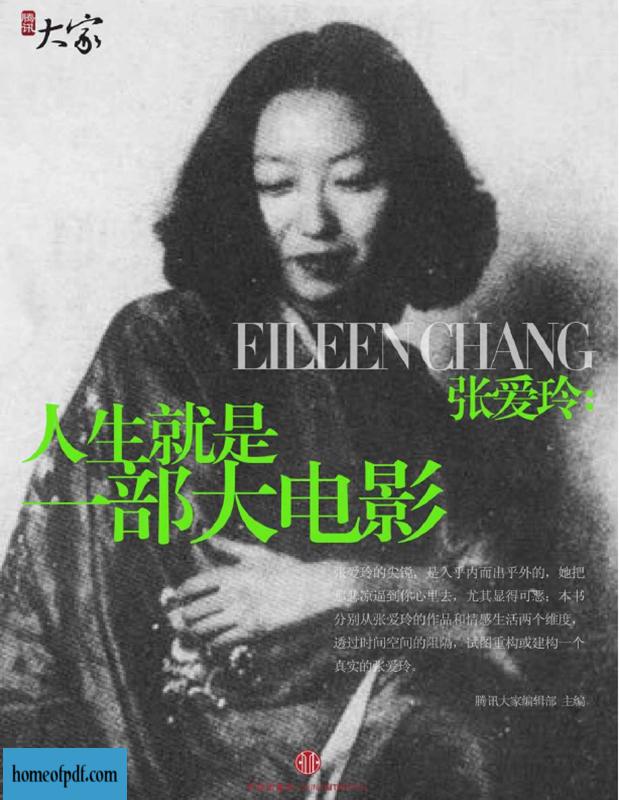 腾讯
大家
EILEEN CHANG
张爱玲:
人生就是
一部大电影
张爱玲的尖锐，是入乎内而出乎外的，她把
那悲凉逼到你心里去，尤其显得可恶；本书
分别从张爱玲的作品和情感生活两个维度，
透过时间空间的阻隔，试图重构或建构一个
真实的张爱玲。
腾讯大家编辑部 主编
homeofpdf.com